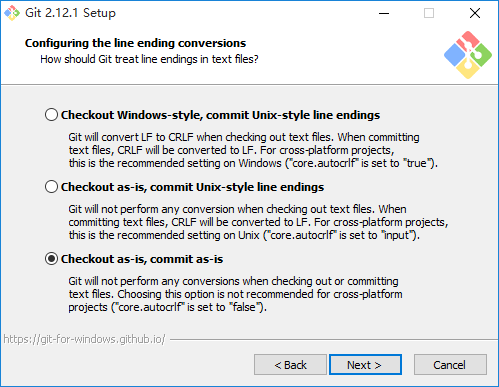 Git 2.12.1 Setup
Configuring the line ending conversions
How should Git treat line endings in text files?
Checkout Windows-style, commit Unix-style line endings
Git will convert LF to CRLF when checking out text files. When committing
text files, CRLF will be converted to LF. For cross-platform projects,
this is the recommended setting on Windows ("core.autocrlf" is set to "true").
Checkout as-is, commit Unix-style line endings
Git will not perform any conversion when checking out text files. When
committing text files, CRLF will be converted to LF. For cross-platform projects,
this is the recommended setting on Unix ("core.autocrlf" is set to "input").
Checkout as-is, commit as-is
Git will not perform any conversions when checking out or committing
text files. Choosing this option is not recommended for cross-platform
projects ("core.autocrlf" is set to "false").
https://git-for-windows.github.io/
< Back
Next >
Cancel